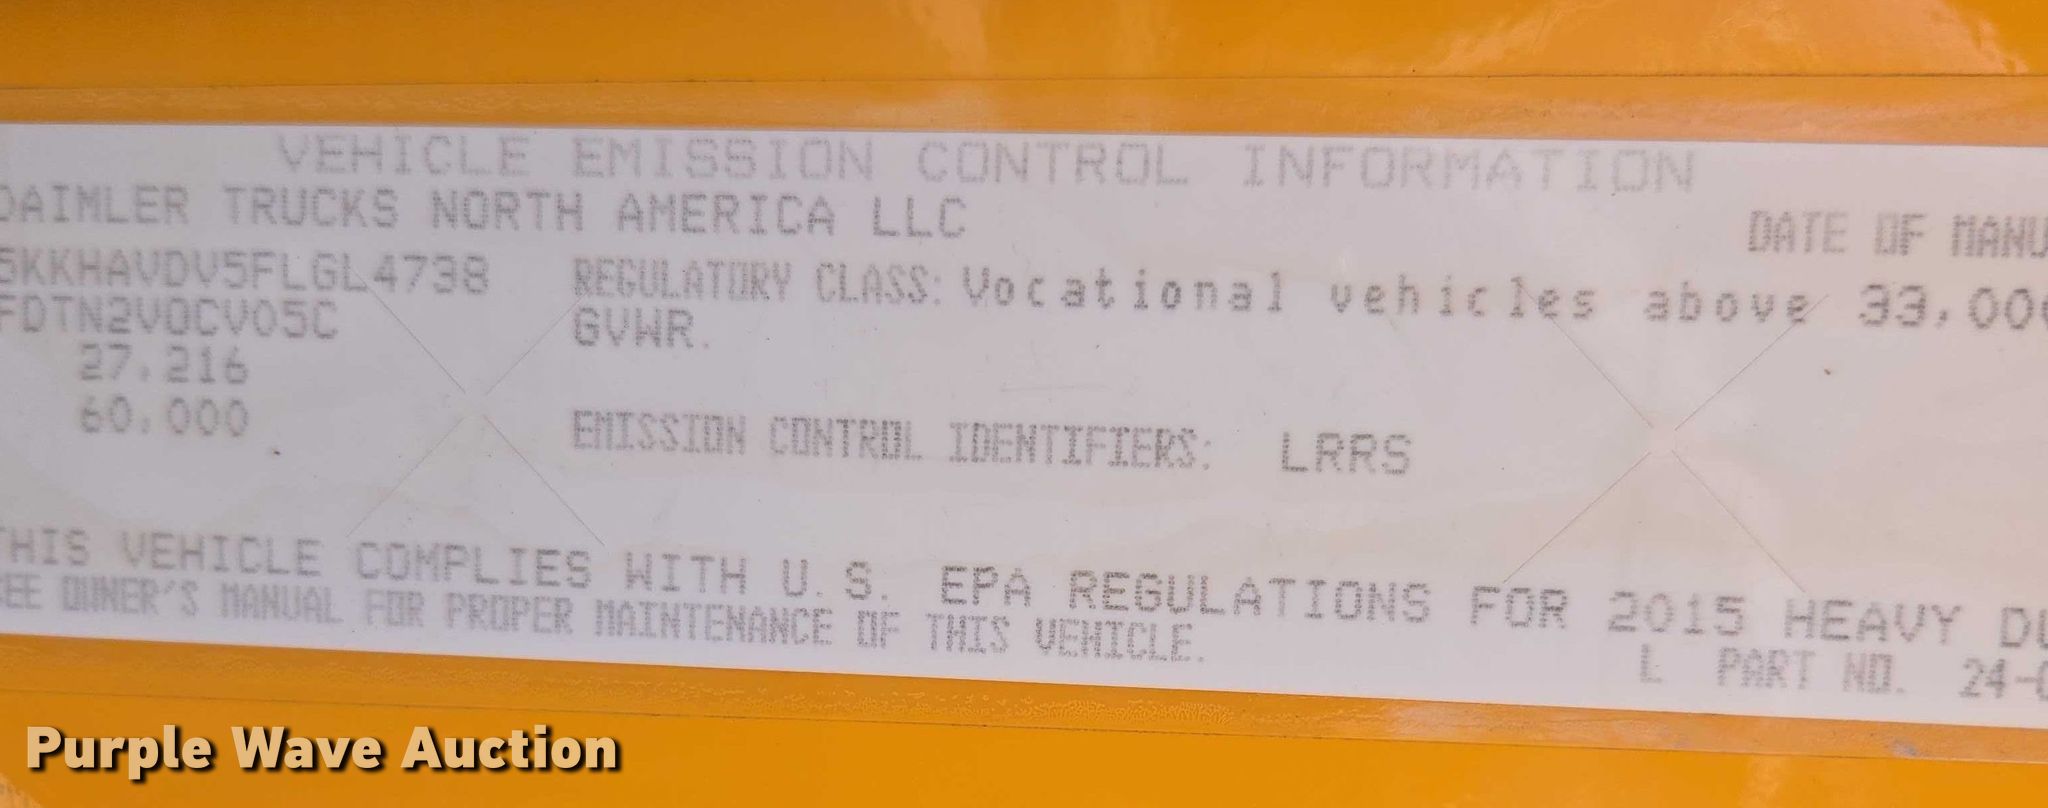 VEHICLE EMISSION CONTROL INFORMATION
DAIMLER TRUCKS NORTH AMERICA LLC
DATE OF MANU
5KKHAVDV5FLGL4738
REGULATORY CLASS: Vocational vehicles above 33,000
FDTN2V0CV05C
GVWR.
27,216
60,000
EMISSION CONTROL IDENTIFIERS: LRRS
THIS VEHICLE COMPLIES WITH U.S. EPA REGULATIONS FOR 2015 HEAVY DU
SEE OWNER'S MANUAL FOR PROPER MAINTENANCE OF THIS VEHICLE.
L PART NO. 24-0
Purple Wave Auction